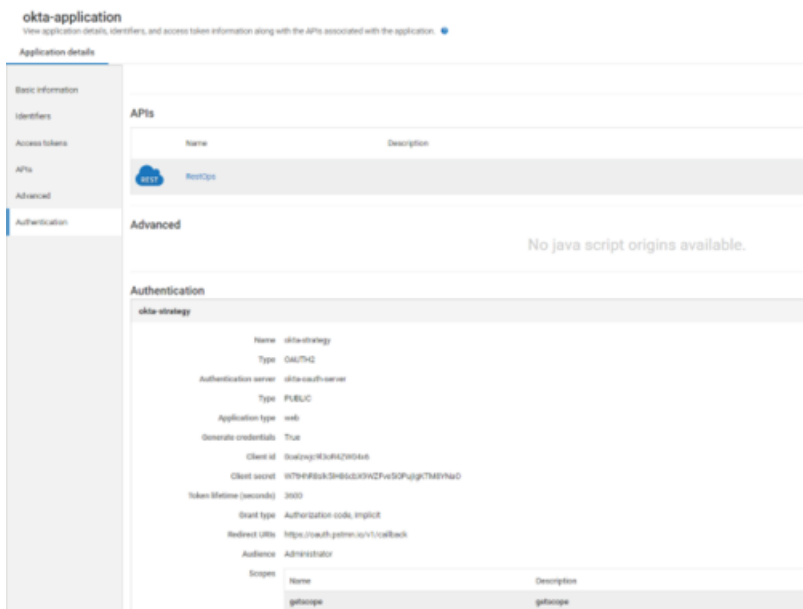 okta-application
View application details, identifiers, and access token information along with the APIs associated with the application.
Application details
Basic information
Identifiers
Access tokens
APIs
Advanced
Authentication
APIs
Name Description
REST RestOps
Advanced
No java script origins available.
Authentication
okta-strategy
Name okta-strategy
Type OAUTH2
Authentication server okta-oauth-server
Type PUBLIC
Application type web
Generate credentials True
Client id
Client secret
Token lifetime (seconds) 3600
Grant type Authorization code, Implicit
Redirect URIs https://oauth.pstmn.io/v1/callback
Audience Administrator
Scopes
Name Description
getscope getscope